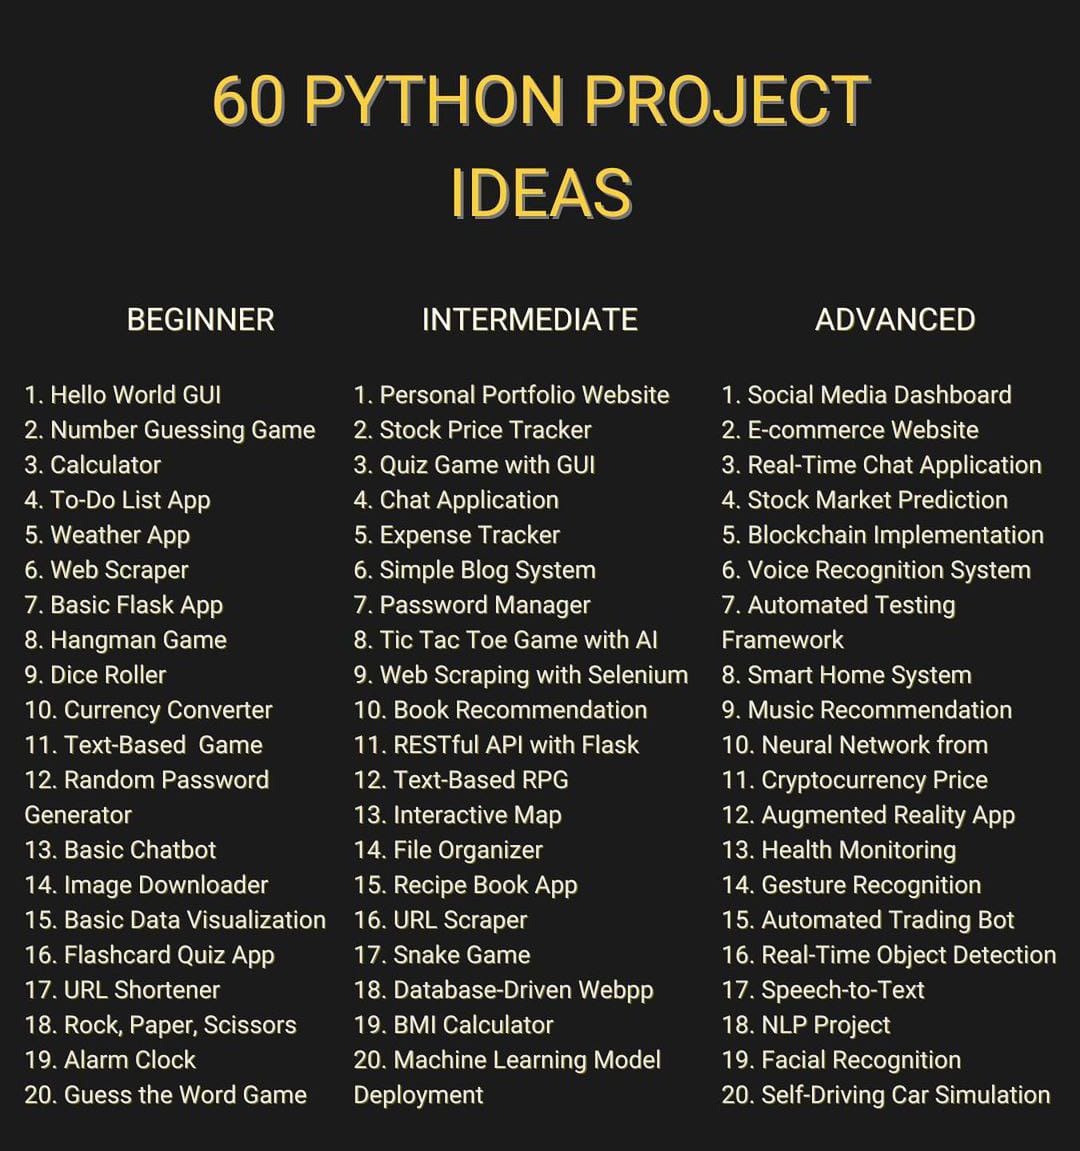 60 PYTHON PROJECT
IDEAS
BEGINNER
1. Hello World GUI
2. Number Guessing Game
3. Calculator
4. To-Do List App
5. Weather App
6. Web Scraper
7. Basic Flask App
8. Hangman Game
9. Dice Roller
10. Currency Converter
11. Text-Based  Game
12. Random Password
Generator
13. Basic Chatbot
14. Image Downloader
15. Basic Data Visualization
16. Flashcard Quiz App
17. URL Shortener
18. Rock, Paper, Scissors
19. Alarm Clock
20. Guess the Word Game
INTERMEDIATE
1. Personal Portfolio Website
2. Stock Price Tracker
3. Quiz Game with GUI
4. Chat Application
5. Expense Tracker
6. Simple Blog System
7. Password Manager
8. Tic Tac Toe Game with AI
9. Web Scraping with Selenium
10. Book Recommendation
11. RESTful API with Flask
12. Text-Based RPG
13. Interactive Map
14. File Organizer
15. Recipe Book App
16. URL Scraper
17. Snake Game
18. Database-Driven Webpp
19. BMI Calculator
20. Machine Learning Model
Deployment
ADVANCED
1. Social Media Dashboard
2. E-commerce Website
3. Real-Time Chat Application
4. Stock Market Prediction
5. Blockchain Implementation
6. Voice Recognition System
7. Automated Testing
Framework
8. Smart Home System
9. Music Recommendation
10. Neural Network from
11. Cryptocurrency Price
12. Augmented Reality App
13. Health Monitoring
14. Gesture Recognition
15. Automated Trading Bot
16. Real-Time Object Detection
17. Speech-to-Text
18. NLP Project
19. Facial Recognition
20. Self-Driving Car Simulation